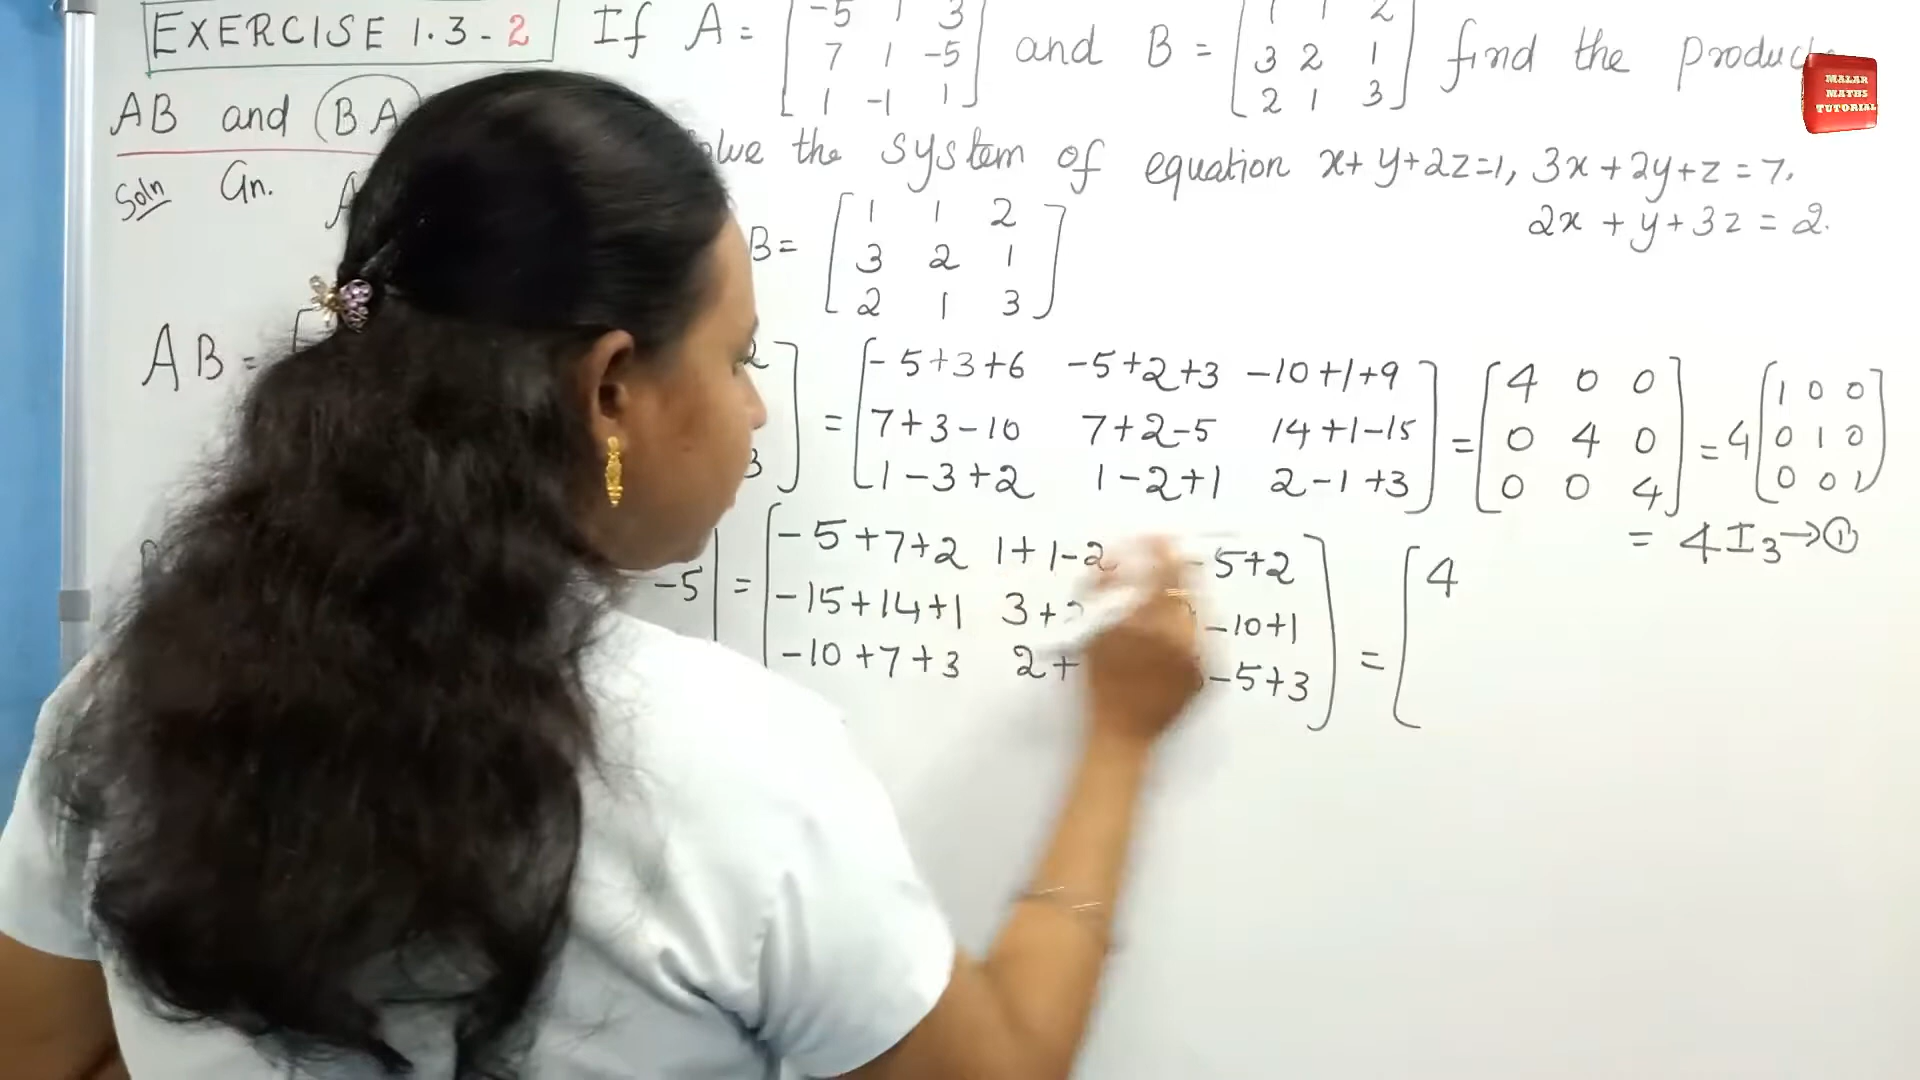 EXERCISE 1.3-2 If A = [-5 1 3 and B = [1 1 2 find the
7 1 -5 3 2 1
1 -1 1] 2 1 3]
MALAR
MATHS
TUTORIAL
AB and BA
the system of equation x+y+2z=1, 3x+2y+z=7,
2x+y+3z=2.
Soln Gn. A
B = [1 1 2
3 2 1
2 1 3]
AB = [-5+3+6 -5+2+3 -10+1+9 = [4 0 0 = 4[1 0 0
7+3-10 7+2-5 14+1-15 0 4 0 0 1 0
1-3+2 1-2+1 2-1+3] 0 0 4] 0 0 1]
= 4I3→①
= [-5+7+2 1+1-2 -5+2 = [4
-5 -15+14+1 3+ -10+1
-10+7+3 2+ -5+3]